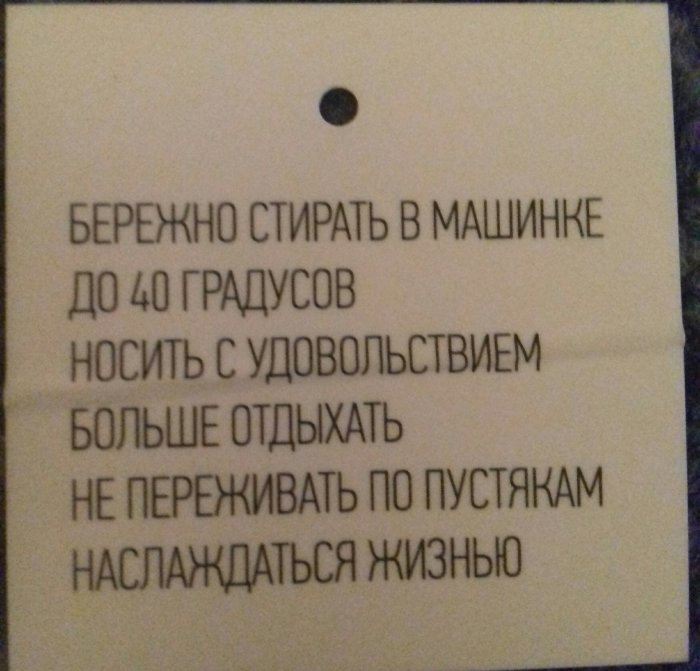 БЕРЕЖНО СТИРАТЬ В МАШИНКЕ
ДО 40 ГРАДУСОВ
НОСИТЬ С УДОВОЛЬСТВИЕМ
БОЛЬШЕ ОТДЫХАТЬ
НЕ ПЕРЕЖИВАТЬ ПО ПУСТЯКАМ
НАСЛАЖДАТЬСЯ ЖИЗНЬЮ